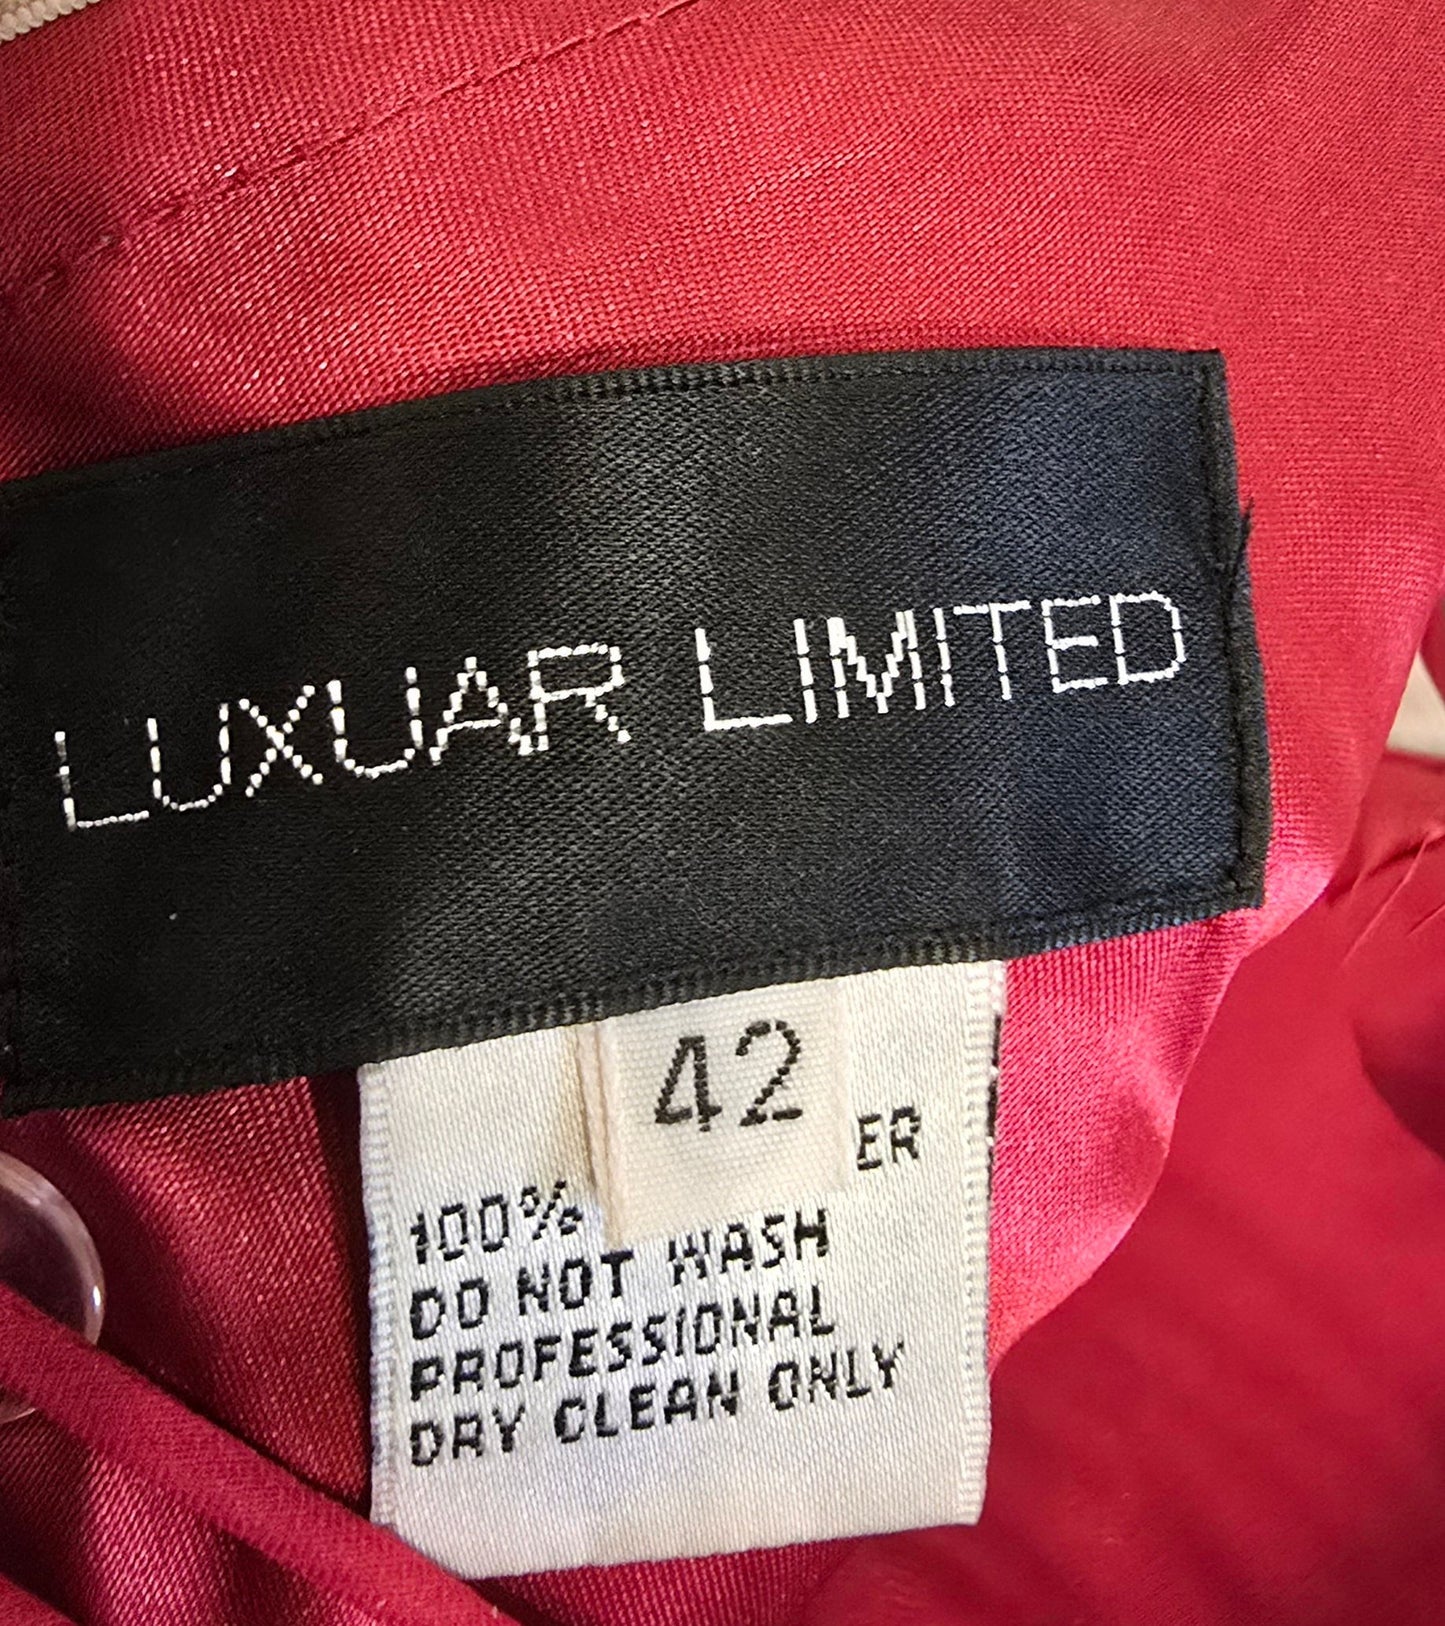 LUXUAR LIMITED
42
100% ER
DO NOT WASH
PROFESSIONAL
DRY CLEAN ONLY